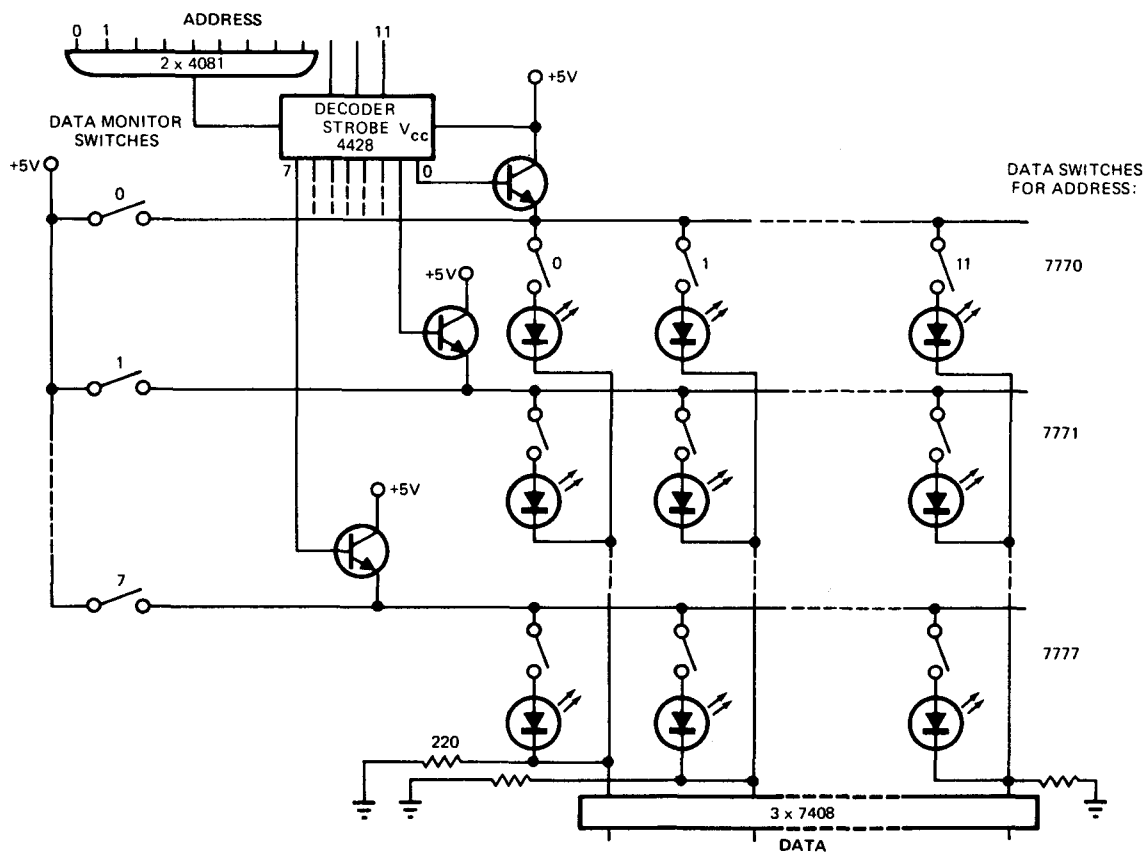 ADDRESS
0 1 11
2 x 4081
+5V
DECODER
STROBE VCC
4428
7 0
DATA MONITOR
SWITCHES
+5V
DATA SWITCHES
FOR ADDRESS:
0
0 1 11
7770
+5V
1
7771
+5V
7
7777
220
3 x 7408
DATA